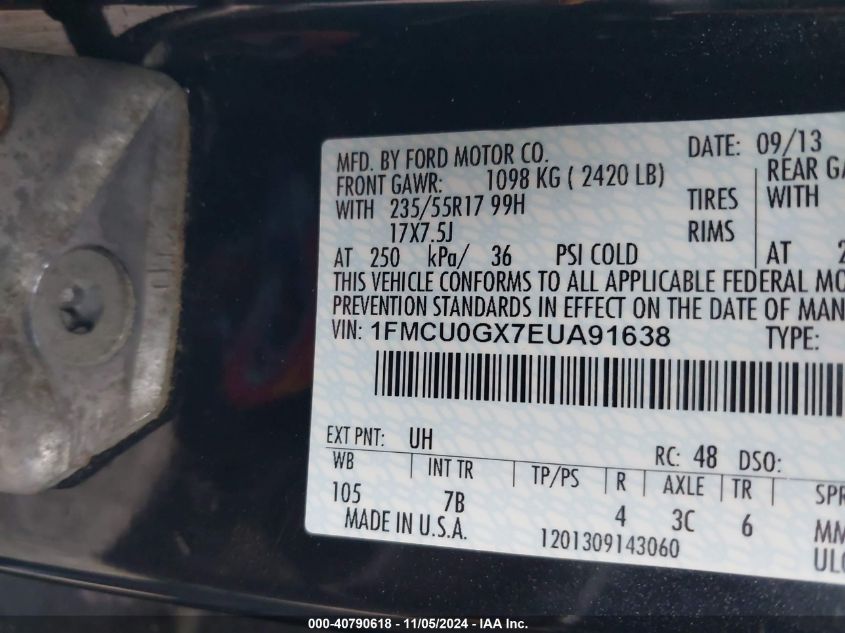 MFD. BY FORD MOTOR CO. DATE: 09/13
FRONT GAWR: 1098 KG ( 2420 LB) REAR GA
WITH 235/55R17 99H TIRES WITH
17X7.5J RIMS
AT 250 kPa/ 36 PSI COLD AT 2
THIS VEHICLE CONFORMS TO ALL APPLICABLE FEDERAL MO
PREVENTION STANDARDS IN EFFECT ON THE DATE OF MAN
VIN: 1FMCU0GX7EUA91638 TYPE:
EXT PNT: UH RC: 48 DSO:
WB INT TR TP/PS R AXLE TR SPR
105 7B 4 3C 6 MM
MADE IN U.S.A. 1201309143060 ULC
000-40790618 - 11/05/2024 - IAA Inc.